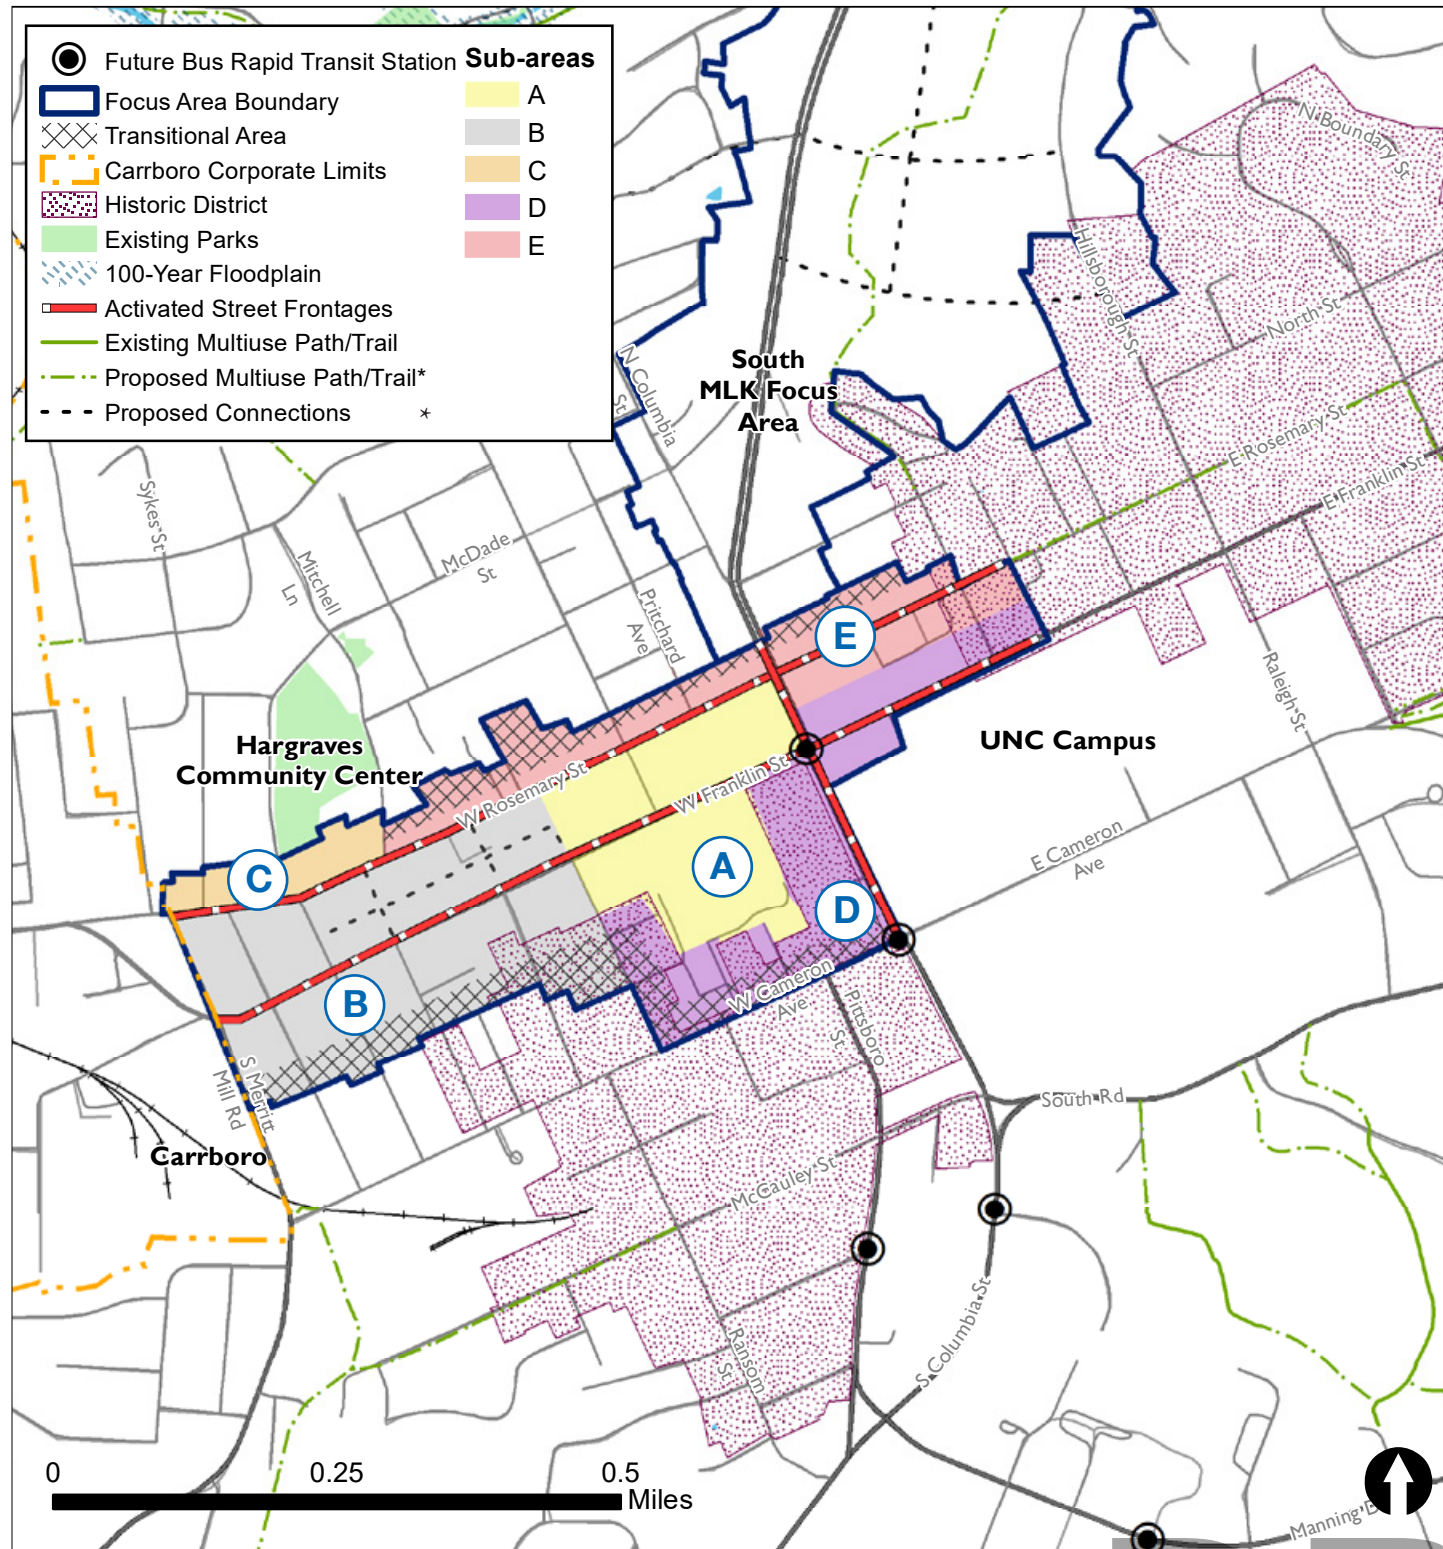 Future Bus Rapid Transit Station
Focus Area Boundary
Transitional Area
Carrboro Corporate Limits
Historic District
Existing Parks
100-Year Floodplain
Activated Street Frontages
Existing Multiuse Path/Trail
Proposed Multiuse Path/Trail*
Proposed Connections *
Sub-areas
A
B
C
D
E
N Boundary St
Hillsborough St
North St
N Columbia
St
South
MLK Focus
Area
E Rosemary St
E Franklin St
Sykes St
Mitchell
Ln
McDade
St
Pritchard
Ave
E
Raleigh St
Hargraves
Community Center
UNC Campus
W Rosemary St
W Franklin St
E Cameron
Ave
C
A
D
B
W Cameron
Ave
Pittsboro
St
S Merritt
Mill Rd
South Rd
Carrboro
McCauley St
S Columbia St
Ransom
St
0
0.25
0.5
Miles
Manning D